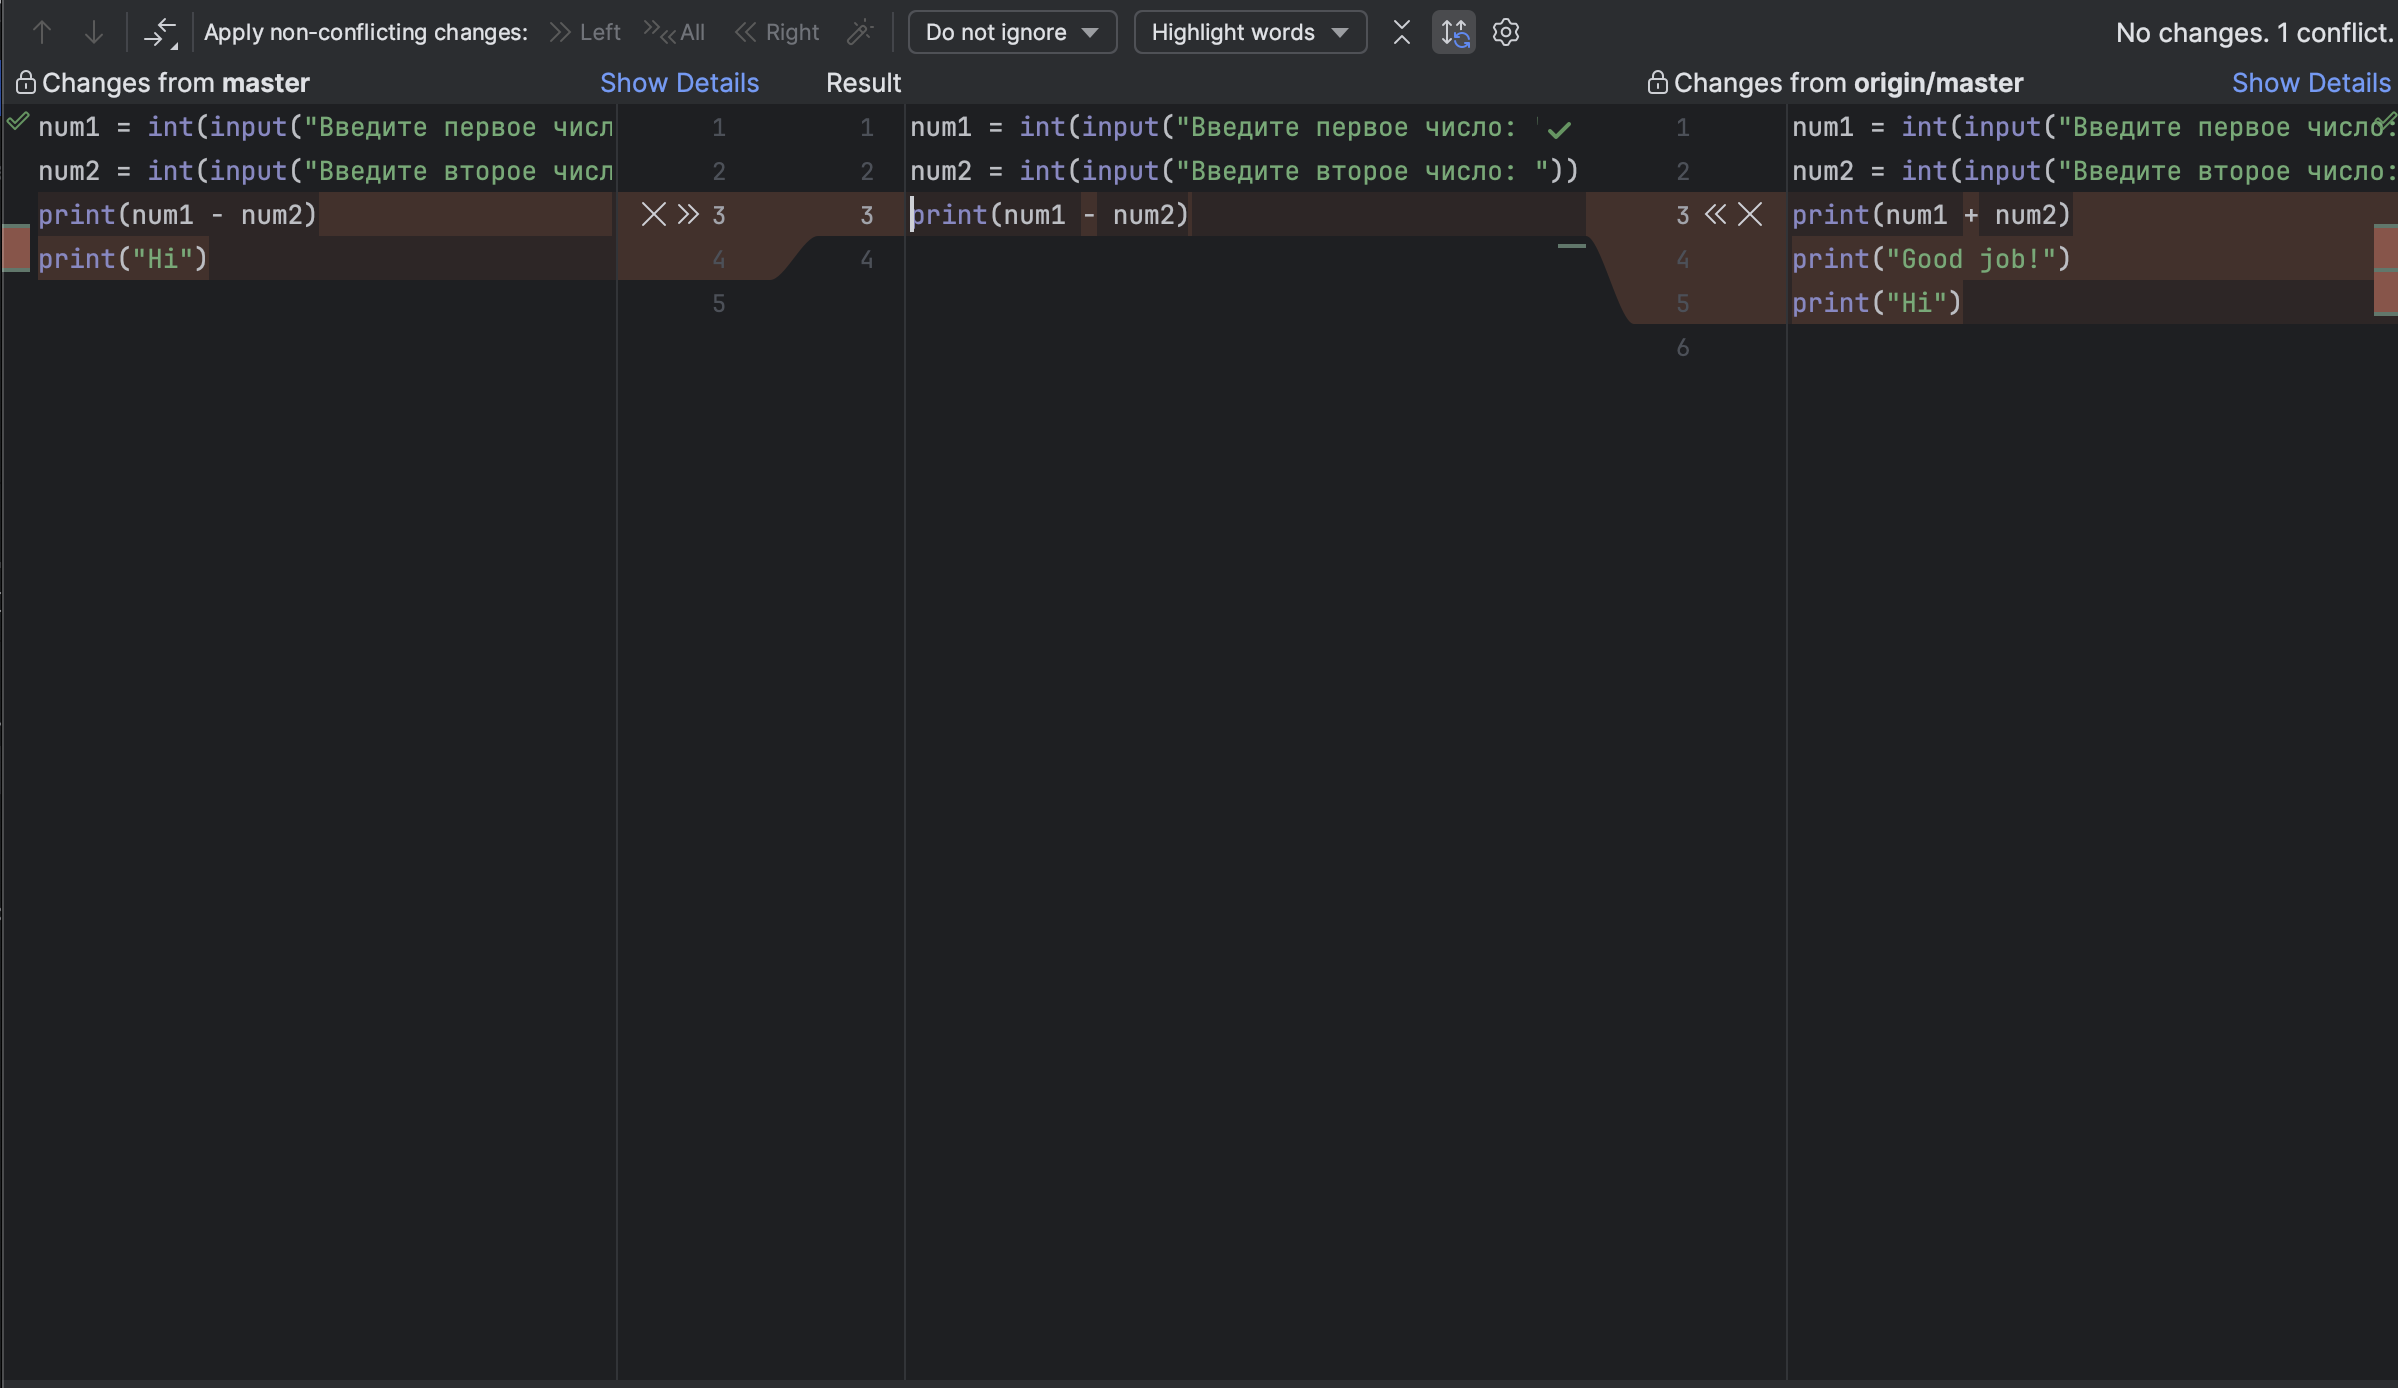 Apply non-conflicting changes: Left All Right Do not ignore Highlight words No changes. 1 conflict.
Changes from master Show Details Result Changes from origin/master Show Details
num1 = int(input("Введите первое числ
num2 = int(input("Введите второе числ
print(num1 - num2)
print("Hi")
1 1
2 2
3 3
4 4
5
num1 = int(input("Введите первое число: "
num2 = int(input("Введите второе число: "))
print(num1 - num2)
1
2
3
4
5
6
num1 = int(input("Введите первое число:
num2 = int(input("Введите второе число:
print(num1 + num2)
print("Good job!")
print("Hi")